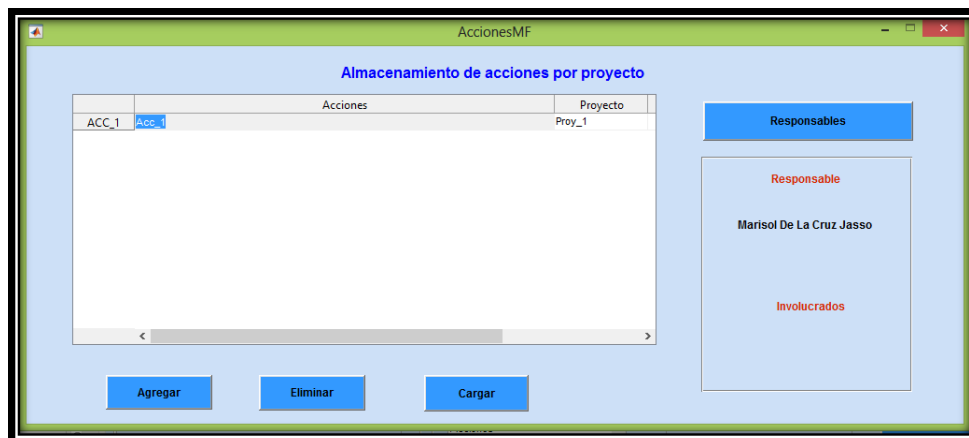 AccionesMF
Almacenamiento de acciones por proyecto
Acciones Proyecto
ACC_1 Acc_1 Proy_1
Responsables
Responsable
Marisol De La Cruz Jasso
Involucrados
Agregar Eliminar Cargar